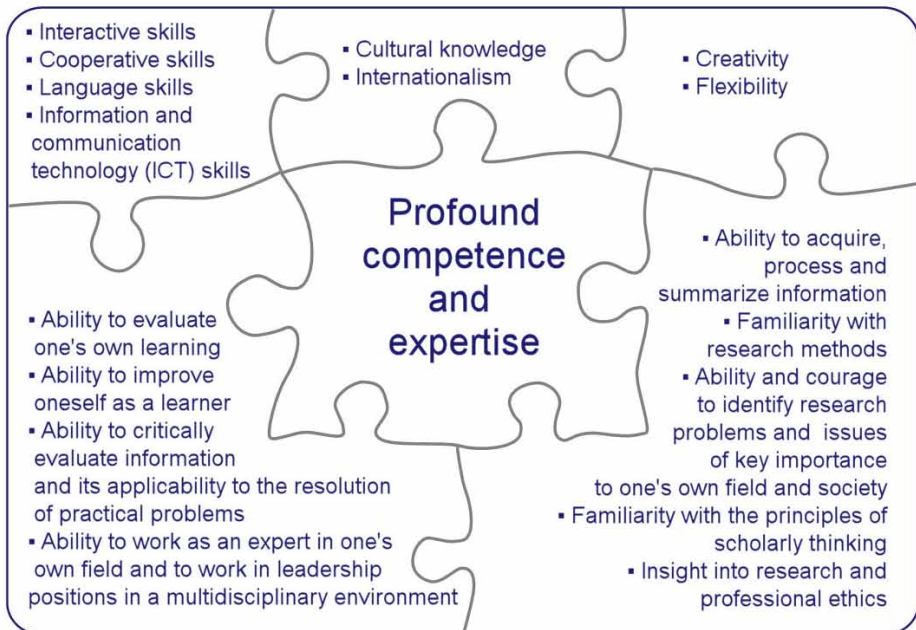 ▪ Interactive skills
▪ Cooperative skills
▪ Language skills
▪ Information and
communication
technology (ICT) skills
▪ Cultural knowledge
▪ Internationalism
▪ Creativity
▪ Flexibility
Profound
competence
and
expertise
▪ Ability to evaluate
one's own learning
▪ Ability to improve
oneself as a learner
▪ Ability to critically
evaluate information
and its applicability to the resolution
of practical problems
▪ Ability to work as an expert in one's
own field and to work in leadership
positions in a multidisciplinary environment
▪ Ability to acquire,
process and
summarize information
▪ Familiarity with
research methods
▪ Ability and courage
to identify research
problems and issues
of key importance
to one's own field and society
▪ Familiarity with the principles of
scholarly thinking
▪ Insight into research and
professional ethics